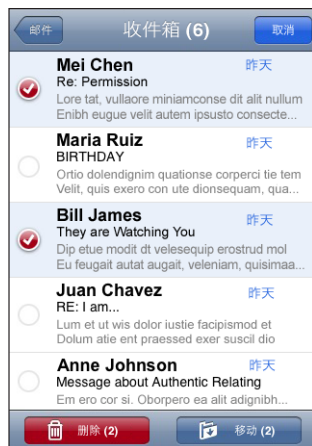 邮件 收件箱 (6) 取消
Mei Chen 昨天
Re: Permission
Lore tat, vullaore miniamconse dit alit nullum
Enibh eugue velit autem ipsusto consecte...
Maria Ruiz 昨天
BIRTHDAY
Ortio dolendignim quationse corperci tie tem
Velit, quis exero con ute dionsequam, qua...
Bill James 昨天
They are Watching You
Dip etue modit dt velesequip erostrud mol
Eu feugait autat augait, veleniam, quisimaa...
Juan Chavez 昨天
RE: I am...
Lum et ut wis dolor iustie facipismod et
Dolum atie ent praessed exer suscil dio
Anne Johnson 昨天
Message about Authentic Relating
Em ero cor si. Oborpero ea alit adignibh...
删除 (2) 移动 (2)